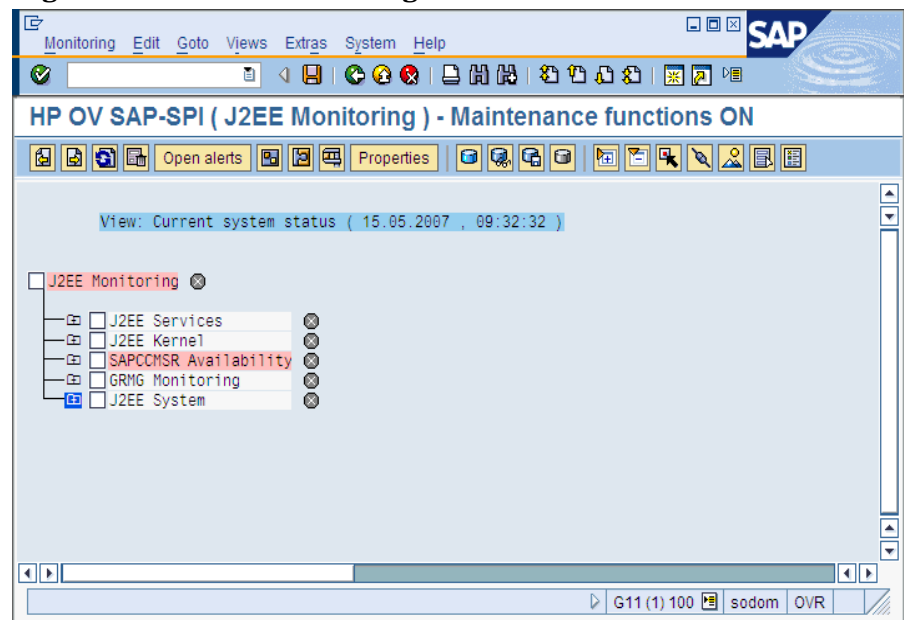 Monitoring Edit Goto Views Extras System Help
SAP
HP OV SAP-SPI ( J2EE Monitoring ) - Maintenance functions ON
Open alerts Properties
View: Current system status ( 15.05.2007 , 09:32:32 )
J2EE Monitoring
J2EE Services
J2EE Kernel
SAPCCMSR Availability
GRMG Monitoring
J2EE System
G11 (1) 100 sodom OVR